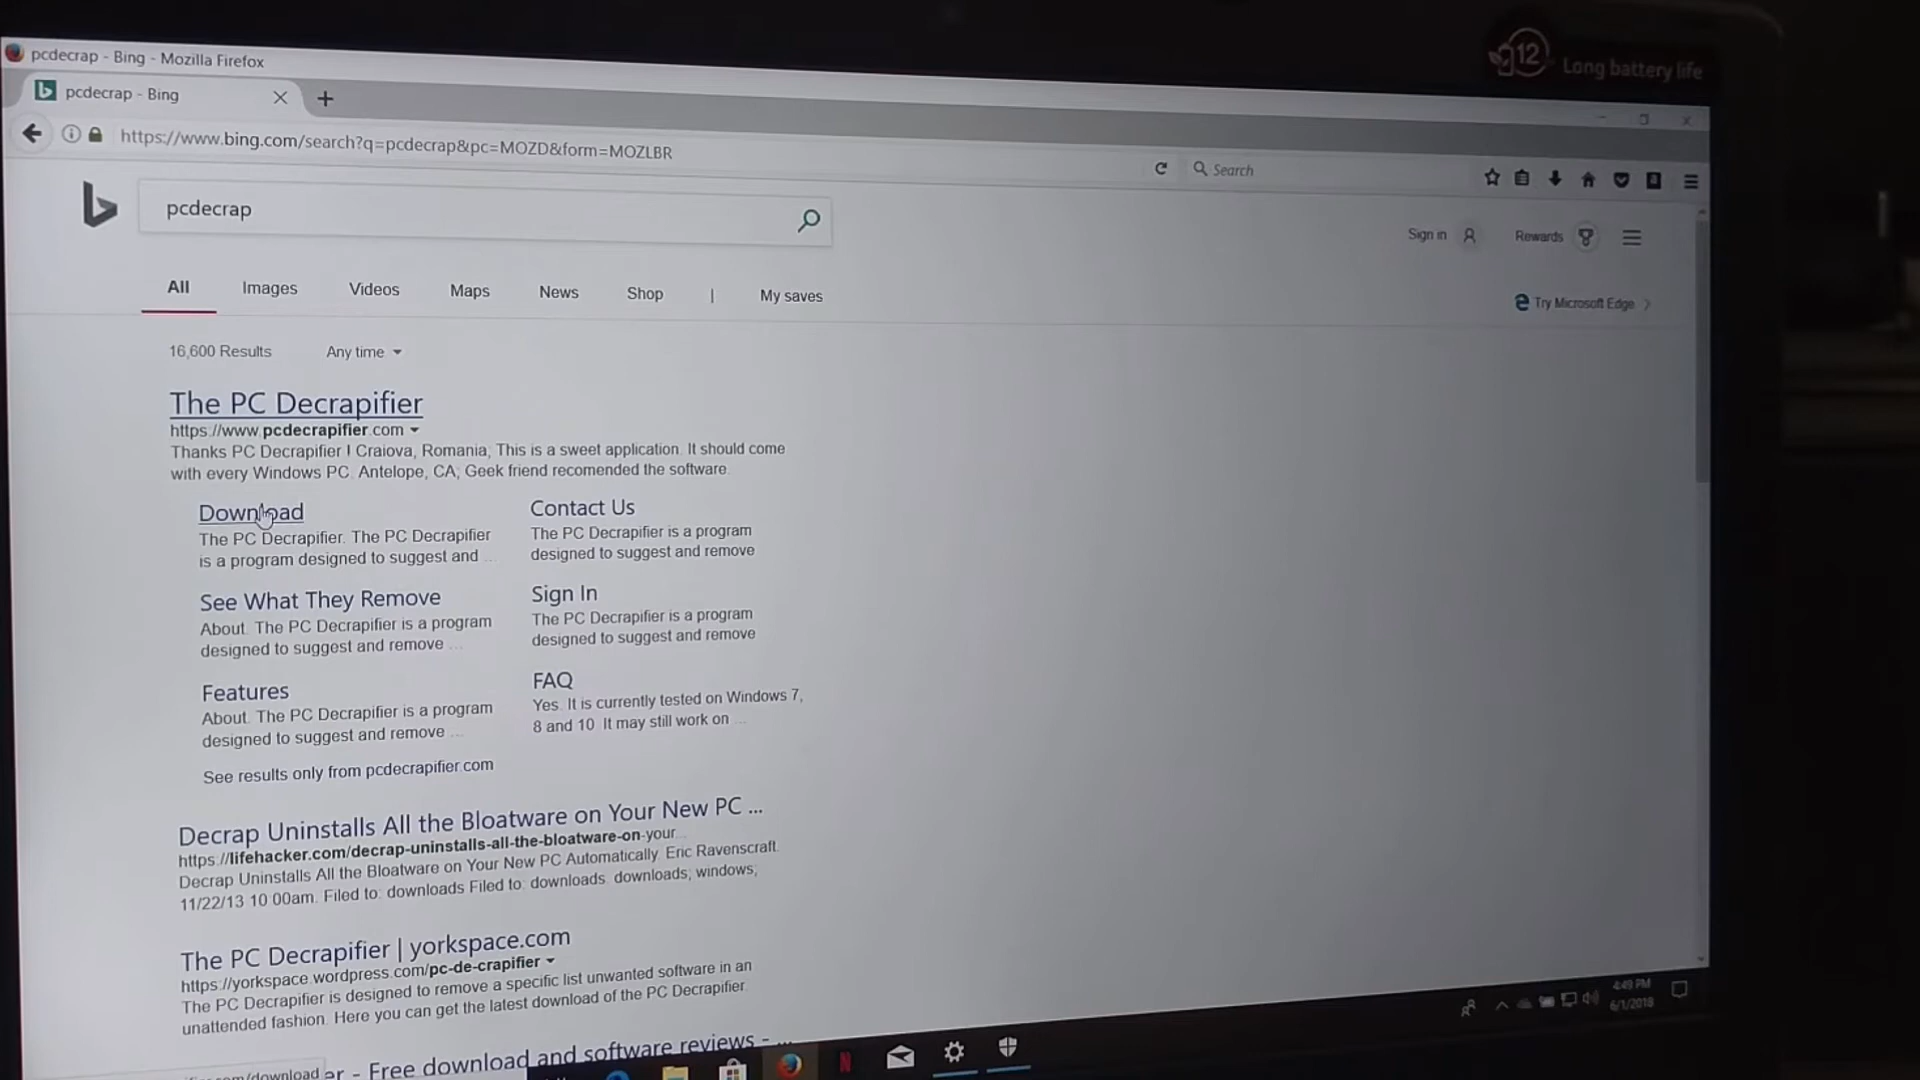 12 Long battery life
pcdecrap - Bing - Mozilla Firefox
pcdecrap - Bing
https://www.bing.com/search?q=pcdecrap&pc=MOZD&form=MOZLBR
Search
pcdecrap
Sign in
Rewards
All Images Videos Maps News Shop | My saves
Try Microsoft Edge
16,600 Results Any time
The PC Decrapifier
https://www.pcdecrapifier.com
Thanks PC Decrapifier ! Craiova, Romania; This is a sweet application. It should come
with every Windows PC. Antelope, CA; Geek friend recomended the software.
Download
The PC Decrapifier. The PC Decrapifier
is a program designed to suggest and ...
Contact Us
The PC Decrapifier is a program
designed to suggest and remove
See What They Remove
About. The PC Decrapifier is a program
designed to suggest and remove ...
Sign In
The PC Decrapifier is a program
designed to suggest and remove
Features
About. The PC Decrapifier is a program
designed to suggest and remove ...
FAQ
Yes. It is currently tested on Windows 7,
8 and 10. It may still work on ...
See results only from pcdecrapifier.com
Decrap Uninstalls All the Bloatware on Your New PC ...
https://lifehacker.com/decrap-uninstalls-all-the-bloatware-on-your...
Decrap Uninstalls All the Bloatware on Your New PC Automatically. Eric Ravenscraft.
11/22/13 10 00am. Filed to: downloads Filed to: downloads. downloads; windows;
The PC Decrapifier | yorkspace.com
https://yorkspace.wordpress.com/pc-de-crapifier
The PC Decrapifier is designed to remove a specific list unwanted software in an
unattended fashion. Here you can get the latest download of the PC Decrapifier.
er - Free download and software reviews - ...
com/download
4:49 PM
6/1/2018